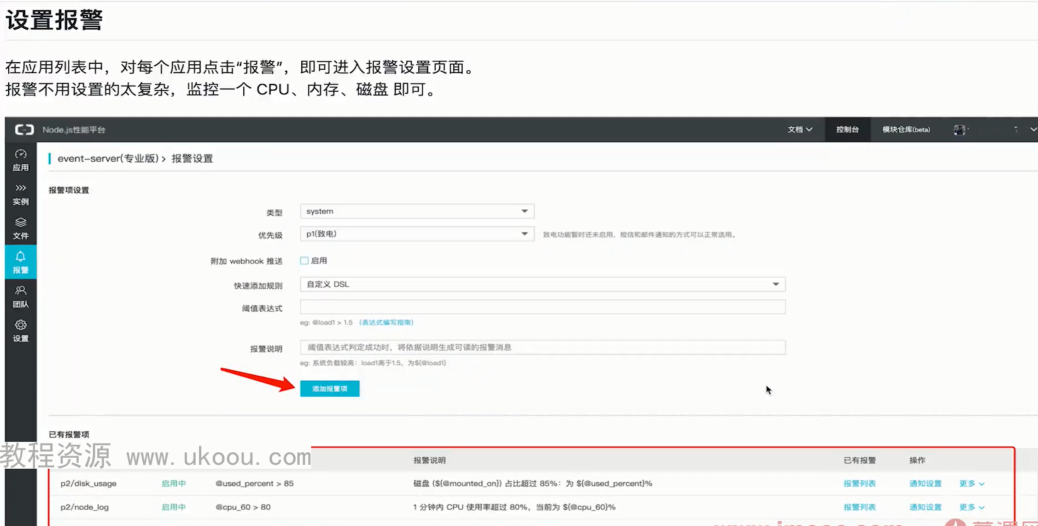 设置报警
在应用列表中，对每个应用点击“报警”，即可进入报警设置页面。
报警不用设置的太复杂，监控一个 CPU、内存、磁盘 即可。
Node.js性能平台 文档 控制台 模块仓库(beta)
event-server(专业版) > 报警设置
应用
实例
文件
报警
团队
设置
报警项设置
类型 system
优先级 p1(致电) 致电功能暂时还未启用，短信和邮件通知的方式可以正常选用。
附加 webhook 推送 启用
快速添加规则 自定义 DSL
阈值表达式
eg: @load1 > 1.5 (表达式编写指南)
报警说明 阈值表达式判定成功时，将依据说明生成可读的报警消息
eg: 系统负载较高：load1高于1.5，为${@load1}
添加报警项
已有报警项
教程资源 www.ukoou.com
报警说明 已有报警 操作
p2/disk_usage 启用中 @used_percent > 85 磁盘 (${@mounted_on}) 占比超过 85%：为 ${@used_percent}% 报警列表 通知设置 更多
p2/node_log 启用中 @cpu_60 > 80 1 分钟内 CPU 使用率超过 80%，当前为 ${@cpu_60}% 报警列表 通知设置 更多